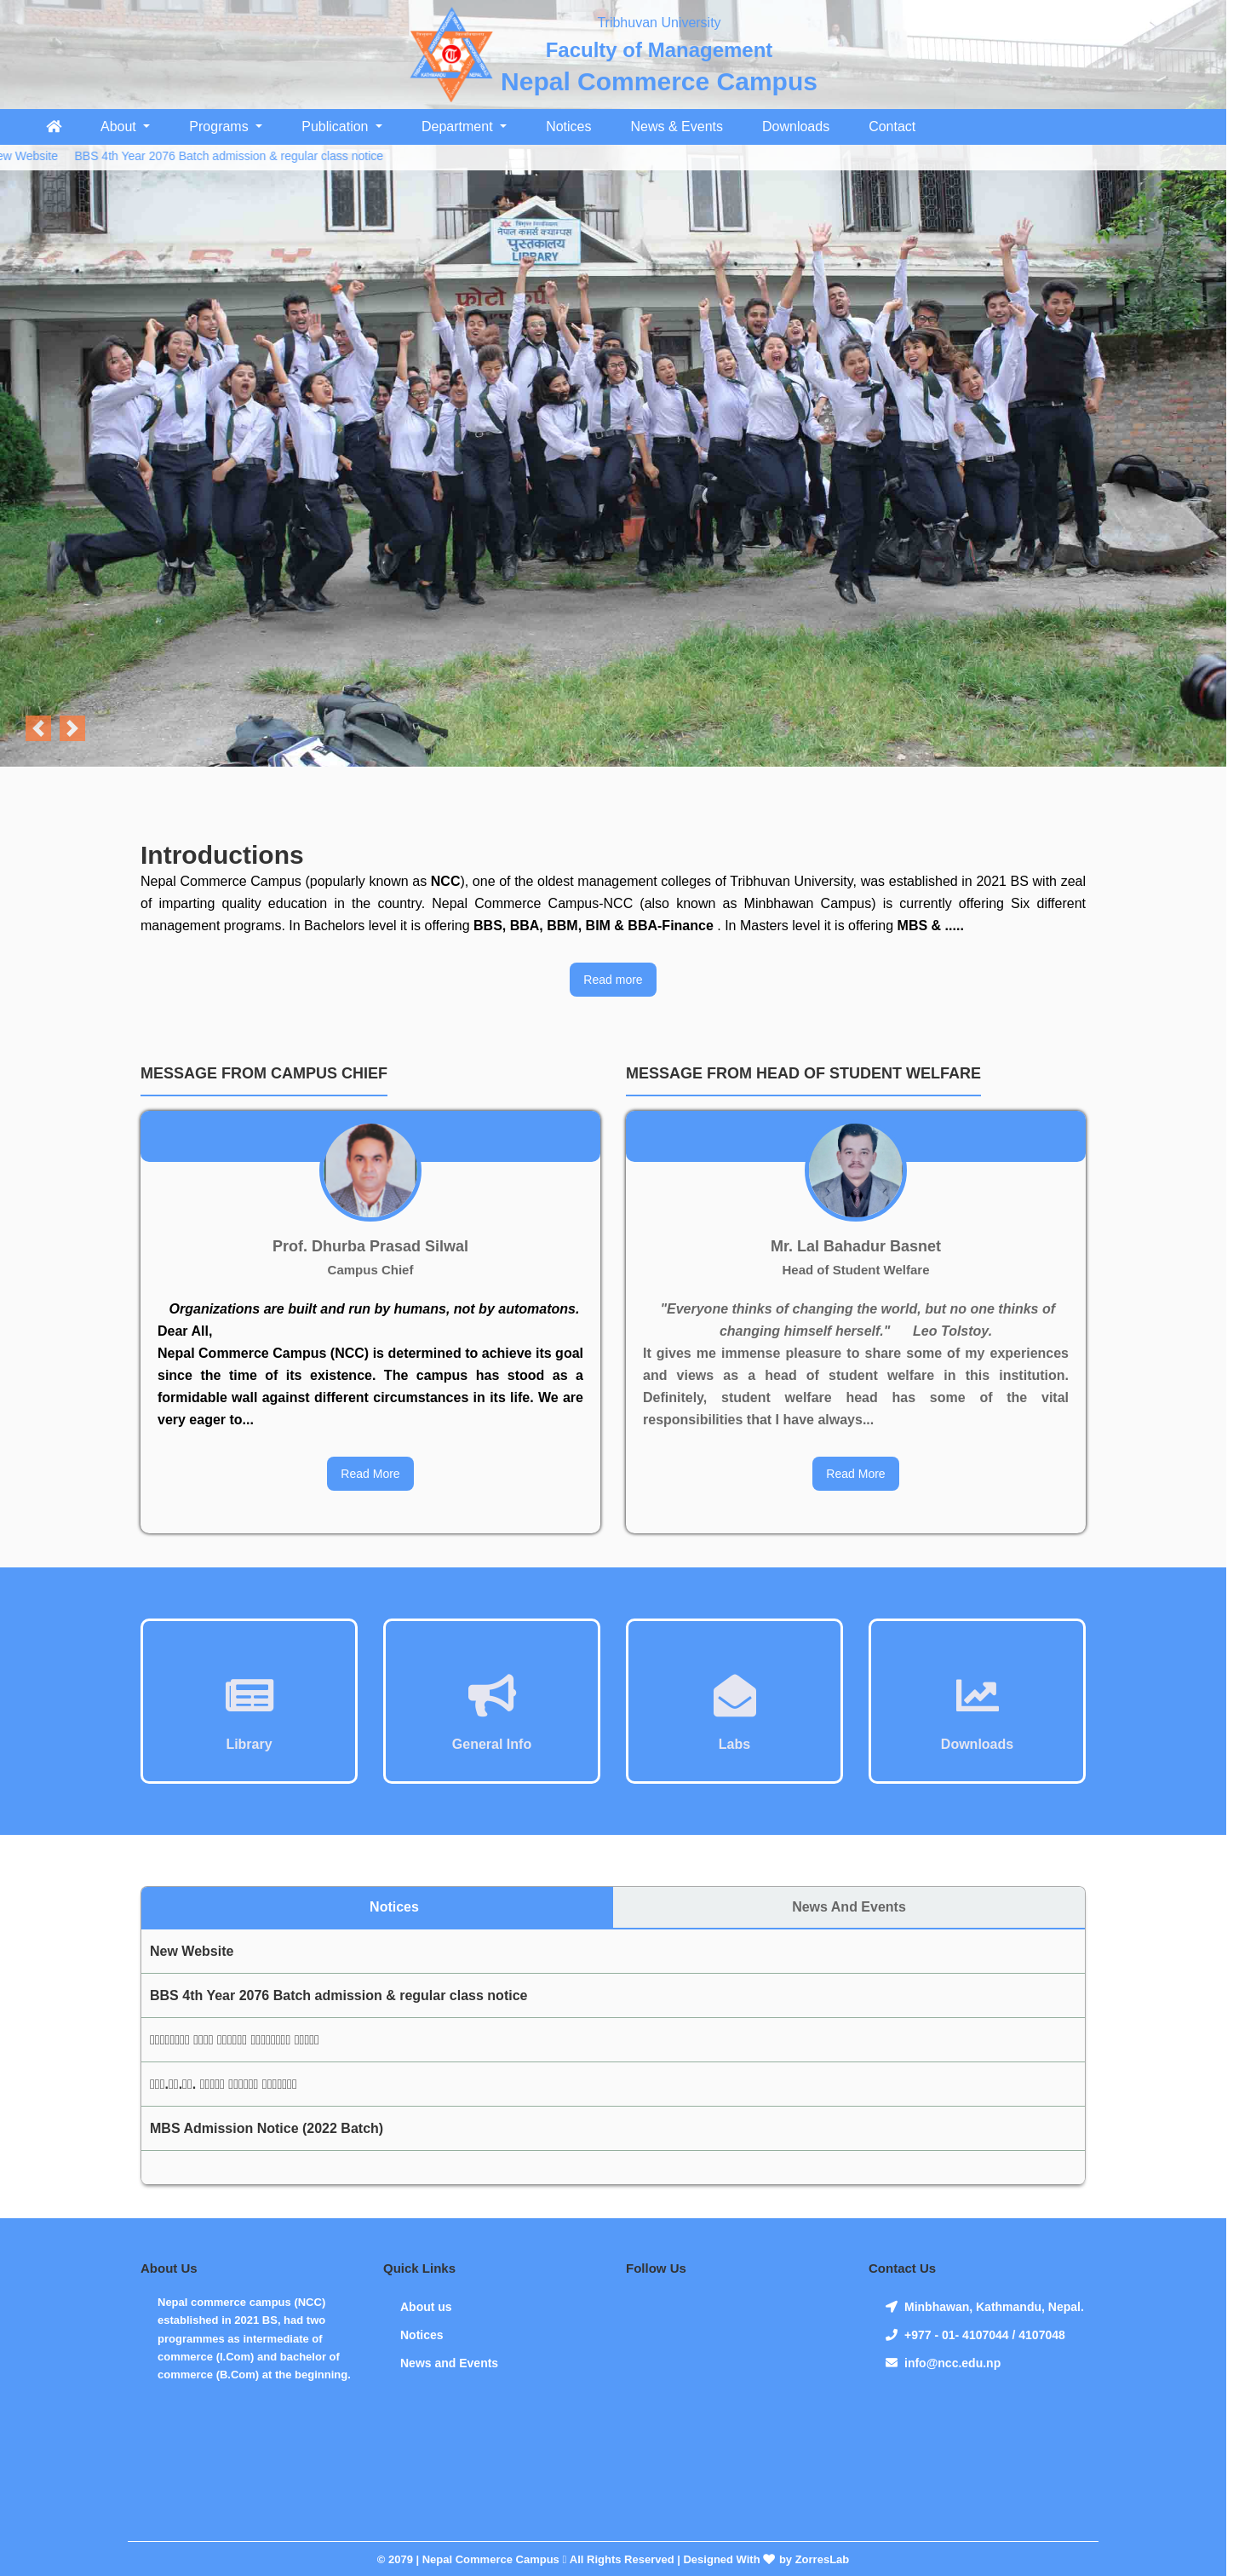 Tribhuvan University
Faculty of Management
Nepal Commerce Campus
About
Programs
Publication
Department
Notices
News & Events
Downloads
Contact
ew Website BBS 4th Year 2076 Batch admission & regular class notice
नेपाल कमर्स क्याम्पस
पुस्तकालय
LIBRARY
Introductions
Nepal Commerce Campus (popularly known as NCC), one of the oldest management colleges of Tribhuvan University, was established in 2021 BS with zeal
of imparting quality education in the country. Nepal Commerce Campus-NCC (also known as Minbhawan Campus) is currently offering Six different
management programs. In Bachelors level it is offering BBS, BBA, BBM, BIM & BBA-Finance . In Masters level it is offering MBS & .....
Read more
MESSAGE FROM CAMPUS CHIEF
Prof. Dhurba Prasad Silwal
Campus Chief
Organizations are built and run by humans, not by automatons.
Dear All,
Nepal Commerce Campus (NCC) is determined to achieve its goal
since the time of its existence. The campus has stood as a
formidable wall against different circumstances in its life. We are
very eager to...
Read More
MESSAGE FROM HEAD OF STUDENT WELFARE
Mr. Lal Bahadur Basnet
Head of Student Welfare
"Everyone thinks of changing the world, but no one thinks of
changing himself herself." Leo Tolstoy.
It gives me immense pleasure to share some of my experiences
and views as a head of student welfare in this institution.
Definitely, student welfare head has some of the vital
responsibilities that I have always...
Read More
Library
General Info
Labs
Downloads
Notices
News And Events
New Website
BBS 4th Year 2076 Batch admission & regular class notice
MBS Admission Notice (2022 Batch)
About Us
Nepal commerce campus (NCC)
established in 2021 BS, had two
programmes as intermediate of
commerce (I.Com) and bachelor of
commerce (B.Com) at the beginning.
Quick Links
About us
Notices
News and Events
Follow Us
Contact Us
Minbhawan, Kathmandu, Nepal.
+977 - 01- 4107044 / 4107048
info@ncc.edu.np
© 2079 | Nepal Commerce Campus All Rights Reserved | Designed With by ZorresLab